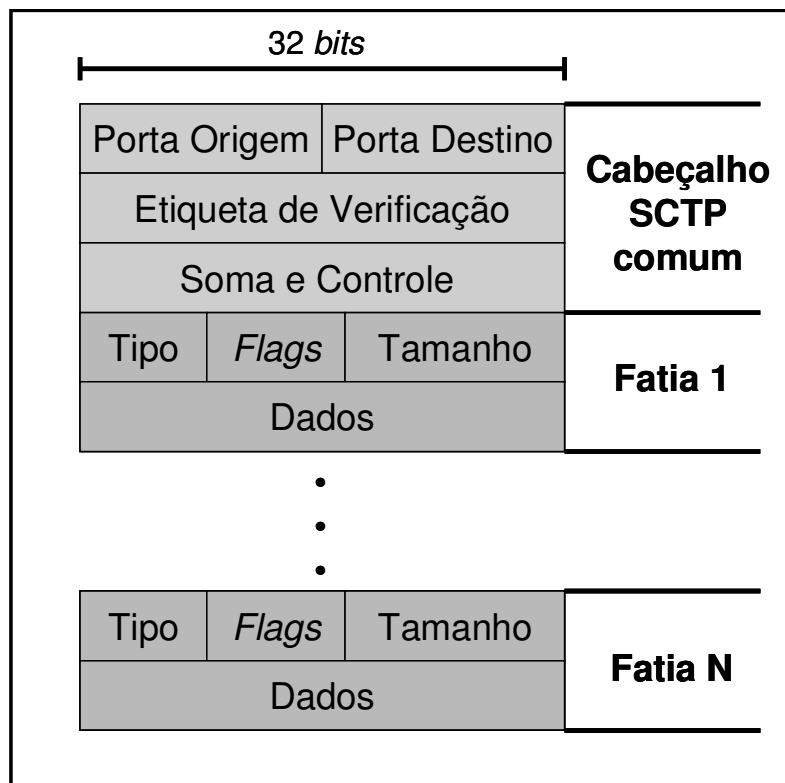 32 bits
Porta Origem Porta Destino
Etiqueta de Verificação
Soma e Controle
Cabeçalho
SCTP
comum
Tipo Flags Tamanho
Dados
Fatia 1
Tipo Flags Tamanho
Dados
Fatia N